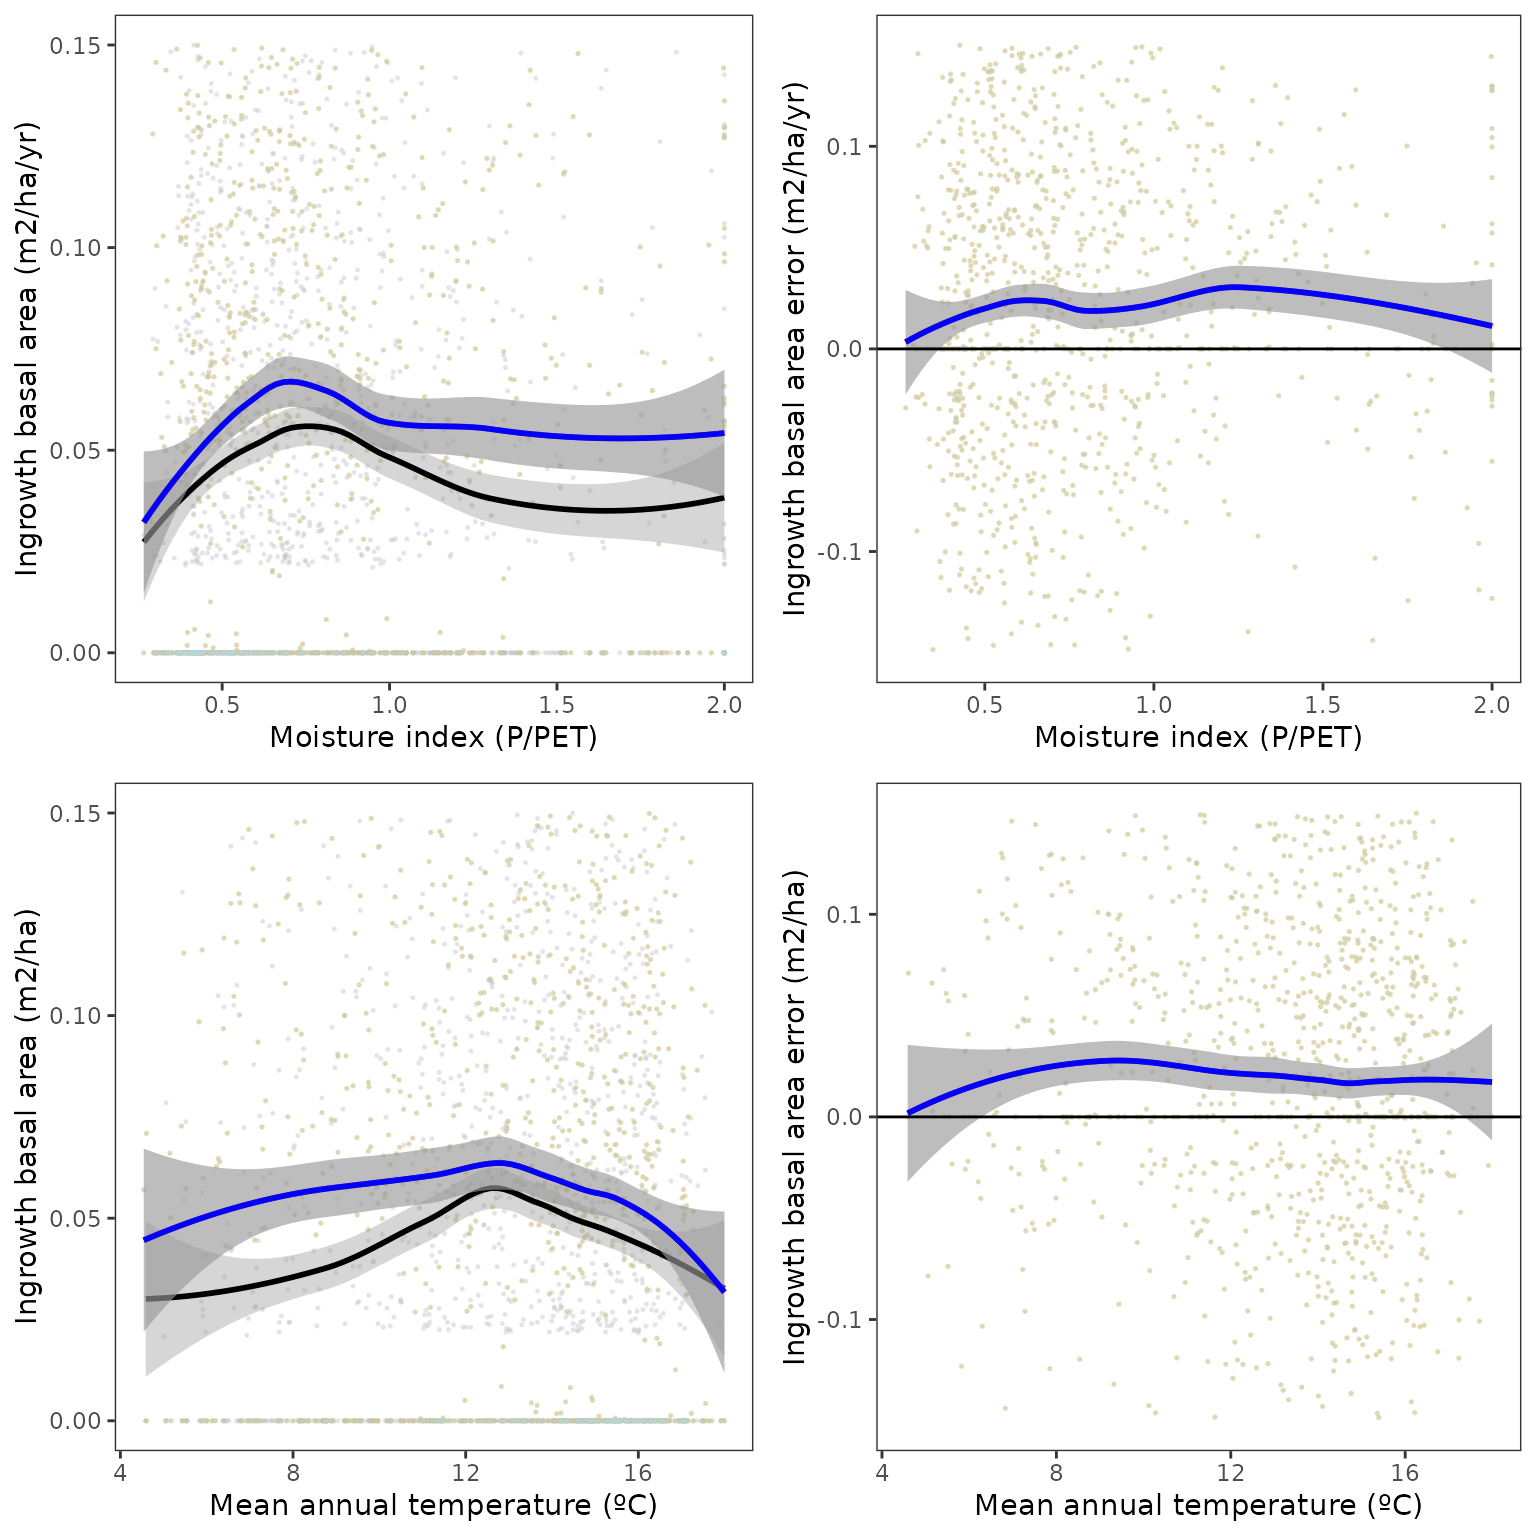 Ingrowth basal area (m2/ha/yr)
0.15
0.10
0.05
0.00
0.5 1.0 1.5 2.0
Moisture index (P/PET)
Ingrowth basal area error (m2/ha/yr)
0.1
0.0
-0.1
0.5 1.0 1.5 2.0
Moisture index (P/PET)
Ingrowth basal area (m2/ha)
0.15
0.10
0.05
0.00
4 8 12 16
Mean annual temperature (ºC)
Ingrowth basal area error (m2/ha)
0.1
0.0
-0.1
4 8 12 16
Mean annual temperature (ºC)